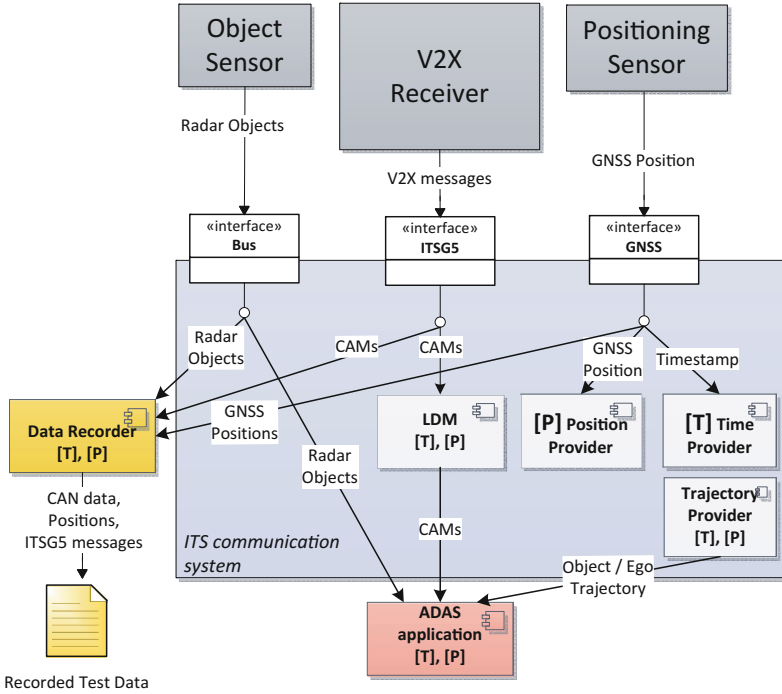 Object
Sensor
V2X
Receiver
Positioning
Sensor
Radar Objects
V2X messages
GNSS Position
«interface»
Bus
«interface»
ITSG5
«interface»
GNSS
Radar
Objects
CAMs
CAMs
GNSS
Position
Timestamp
Data Recorder
[T], [P]
GNSS
Positions
Radar
Objects
LDM
[T], [P]
[P] Position
Provider
[T] Time
Provider
Trajectory
Provider
[T], [P]
CAN data,
Positions,
ITSG5 messages
ITS communication
system
CAMs
Object / Ego
Trajectory
ADAS
application
[T], [P]
Recorded Test Data